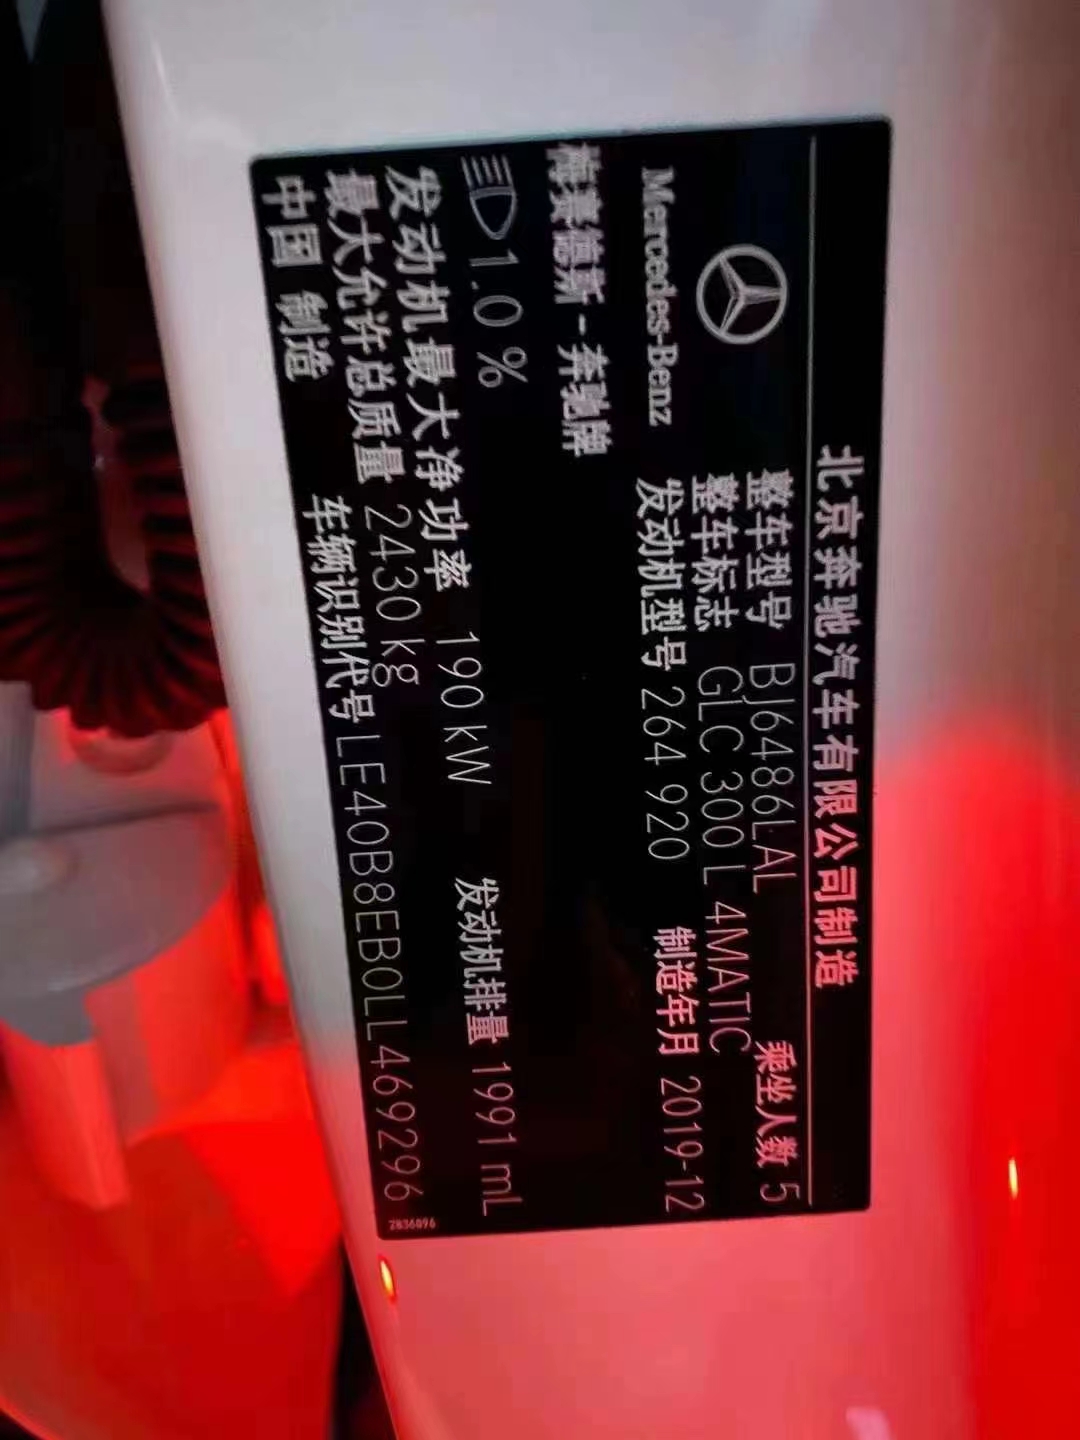 北京奔驰汽车有限公司制造
整车型号 BJ6486LAL 乘坐人数 5
整车标志 GLC 300 L 4MATIC
发动机型号 264 920 制造年月 2019-12
Mercedes-Benz
梅赛德斯-奔驰牌
1.0 %
发动机最大净功率 190 kW 发动机排量 1991 mL
最大允许总质量 2430 kg
车辆识别代号 LE40B8EB0LL469296
中国 制造
2836096